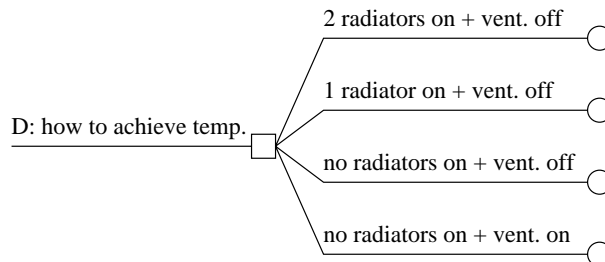 2 radiators on + vent. off
1 radiator on + vent. off
D: how to achieve temp.
no radiators on + vent. off
no radiators on + vent. on